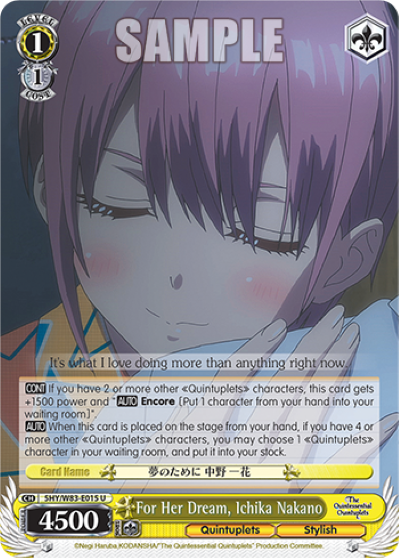 LEVEL
1
SAMPLE
1
COST
It's what I love doing more than anything right now.
CONT If you have 2 or more other «Quintuplets» characters, this card gets
+1500 power and "AUTO Encore [Put 1 character from your hand into your
waiting room]".
AUTO When this card is placed on the stage from your hand, if you have 4 or
more other «Quintuplets» characters, you may choose 1 «Quintuplets»
character in your waiting room, and put it into your stock.
Card Name 夢のために 中野 一花
CH 5HY/W83-E015 U
4500
For Her Dream, Ichika Nakano
The Quintessential Quintuplets
Quintuplets Stylish
©Negi Haruba,KODANSHA/"The Quintessential Quintuplets" Production Committee